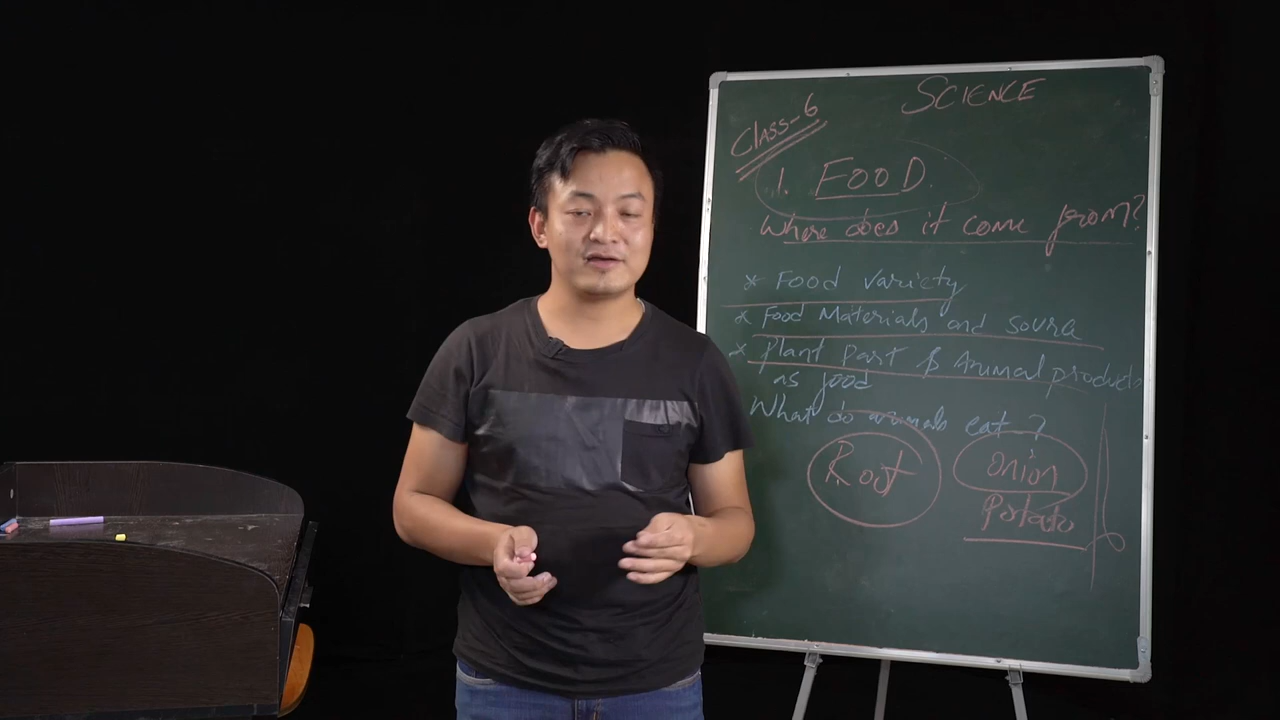 SCIENCE
Class-6
1. FOOD.
Where does it come from?
* Food variety
* Food Materials and source
* Plant Part & Animal products
as food
What do animals eat ?
Root
onion
Potato